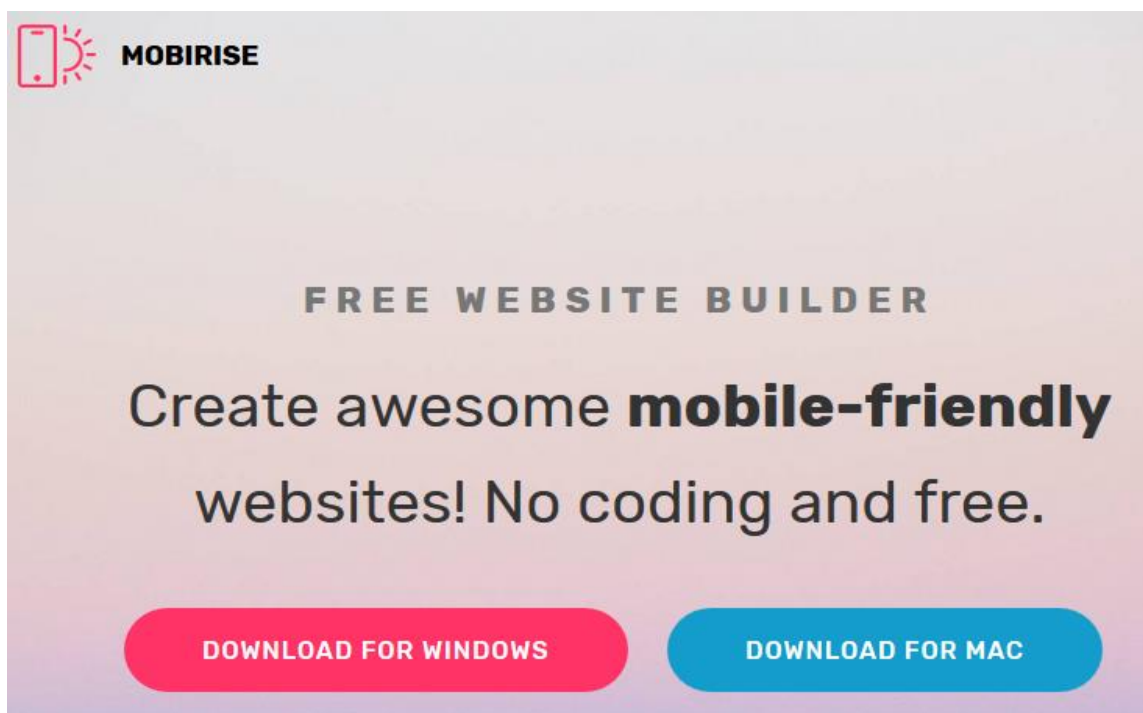 MOBIRISE
FREE WEBSITE BUILDER
Create awesome mobile-friendly
websites! No coding and free.
DOWNLOAD FOR WINDOWS
DOWNLOAD FOR MAC